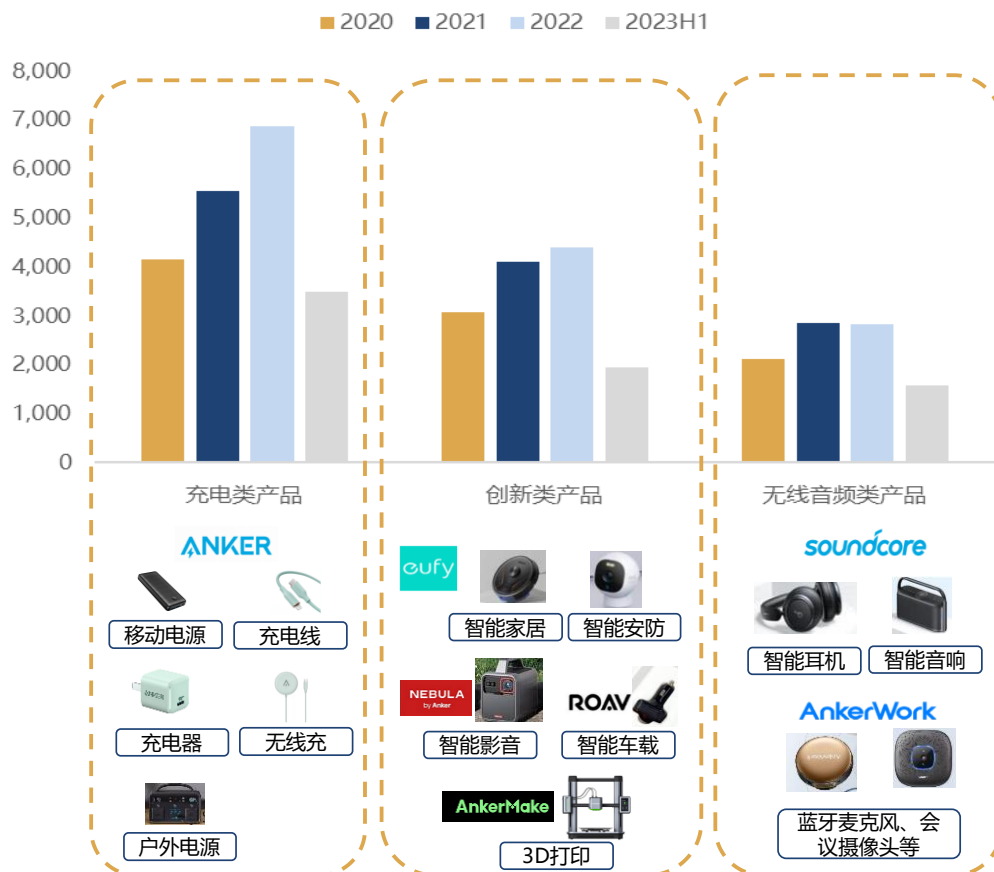 2020 2021 2022 2023H1
8,000
7,000
6,000
5,000
4,000
3,000
2,000
1,000
0
充电类产品 创新类产品 无线音频类产品
ANKER
移动电源 充电线
ANKER
充电器 无线充
户外电源
eufy
智能家居 智能安防
NEBULA
by Anker
ROAV
智能影音 智能车载
AnkerMake
3D打印
soundcore
智能耳机 智能音响
AnkerWork
蓝牙麦克风、会
议摄像头等